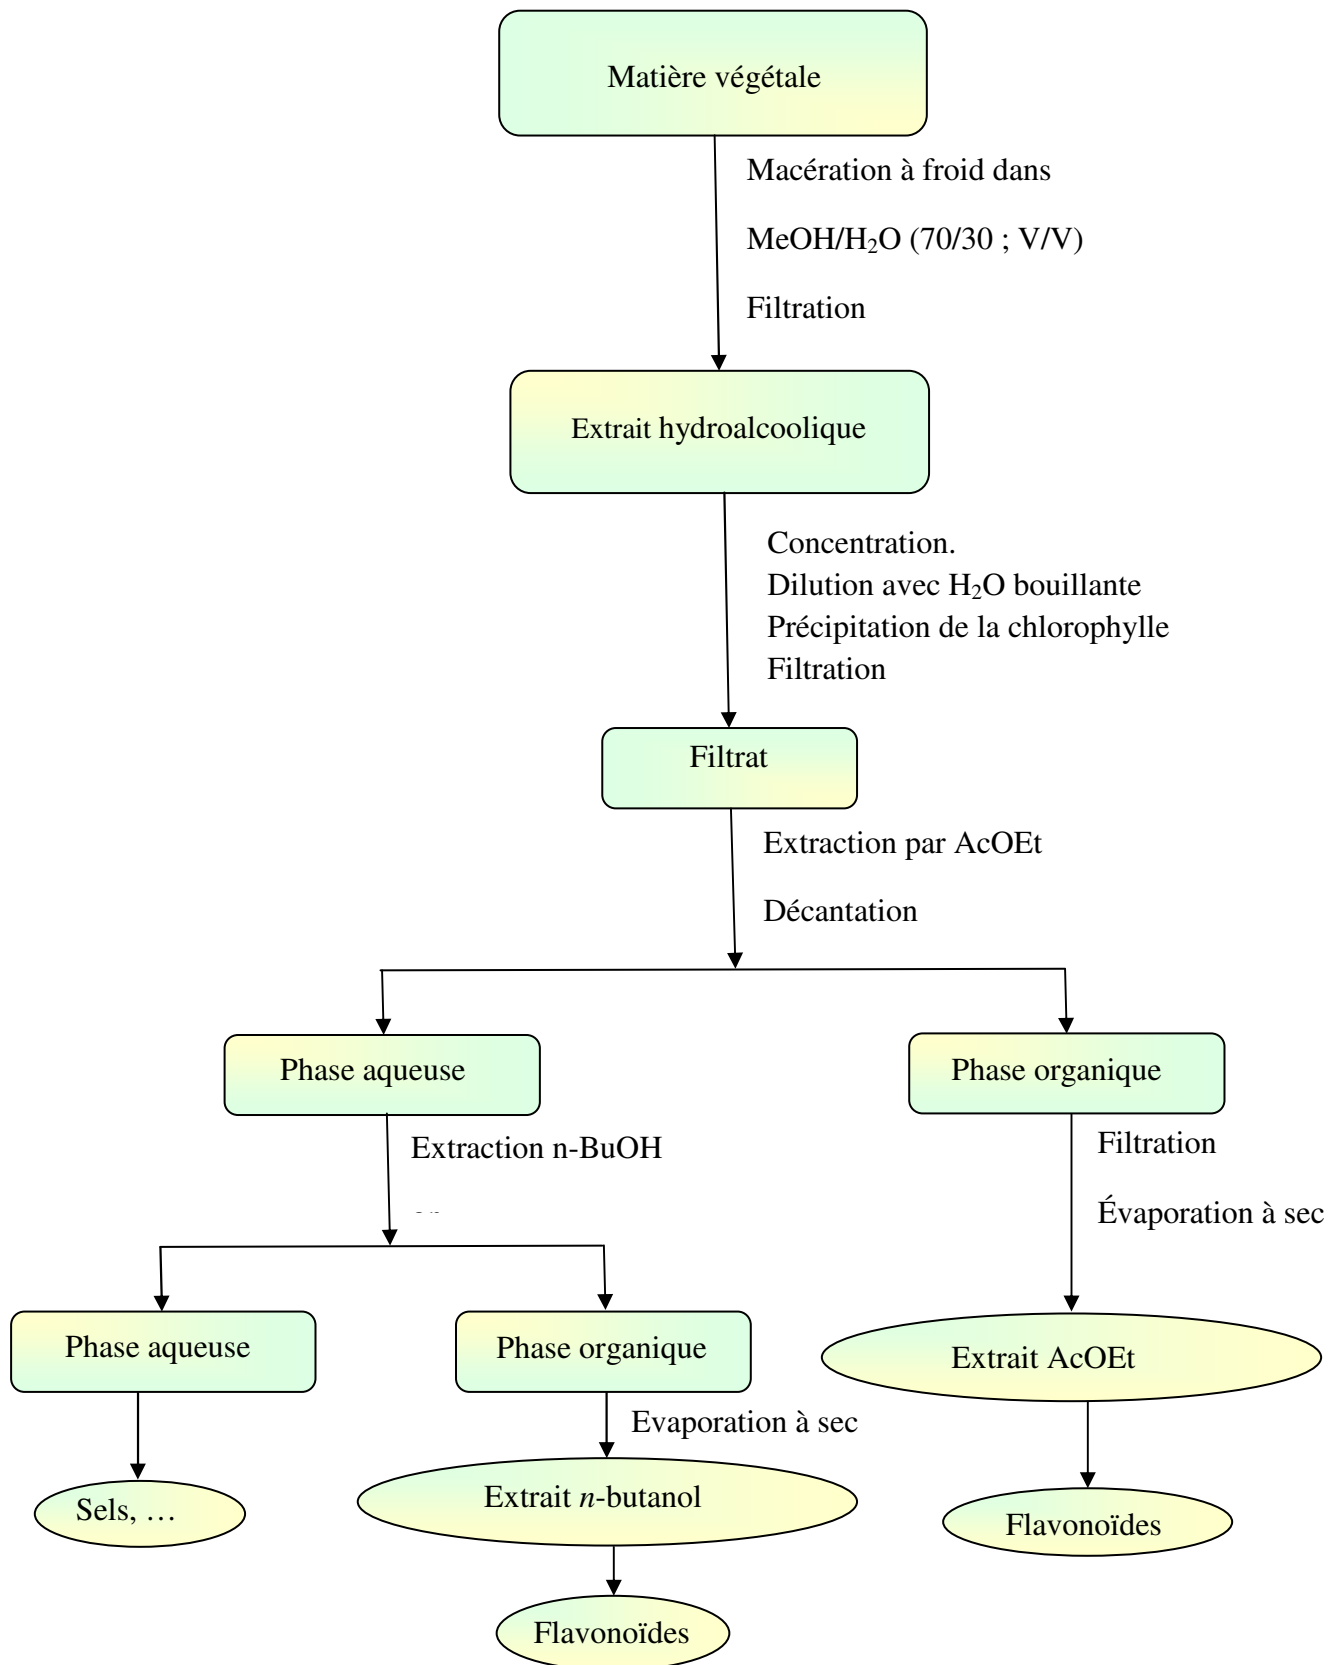 Matière végétale
Macération à froid dans
MeOH/H₂O (70/30 ; V/V)
Filtration
Extrait hydroalcoolique
Concentration.
Dilution avec H₂O bouillante
Précipitation de la chlorophylle
Filtration
Filtrat
Extraction par AcOEt
Décantation
Phase aqueuse
Phase organique
Extraction n-BuOH
Filtration
Évaporation à sec
Phase aqueuse
Phase organique
Extrait AcOEt
Evaporation à sec
Sels, …
Extrait n-butanol
Flavonoïdes
Flavonoïdes